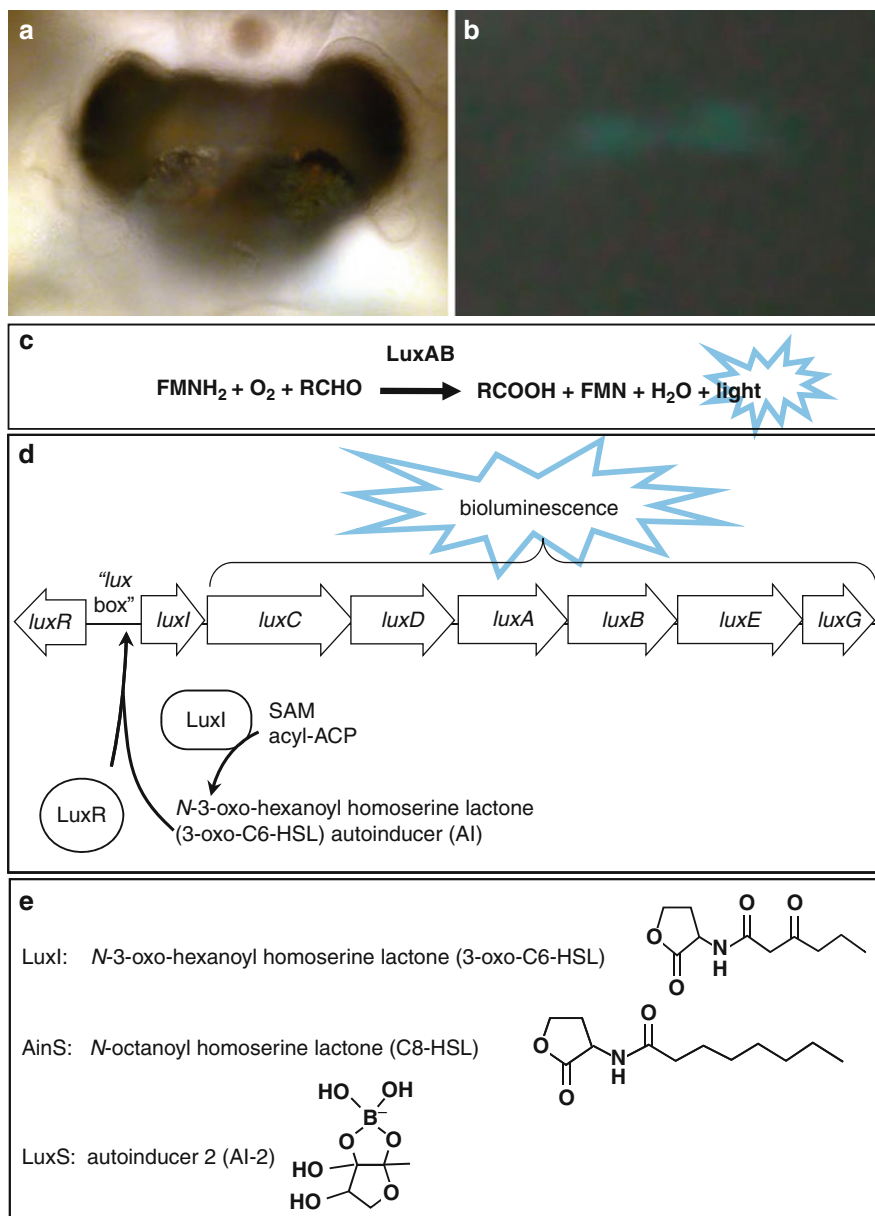 a
b
c
LuxAB
FMNH₂ + O₂ + RCHO RCOOH + FMN + H₂O + light
d
bioluminescence
"lux
box"
luxR luxI luxC luxD luxA luxB luxE luxG
LuxI SAM
acyl-ACP
LuxR
N-3-oxo-hexanoyl homoserine lactone
(3-oxo-C6-HSL) autoinducer (AI)
e
O O
LuxI: N-3-oxo-hexanoyl homoserine lactone (3-oxo-C6-HSL)
O
N
H
O
O
AinS: N-octanoyl homoserine lactone (C8-HSL)
O
N
H
O
HO OH
B⁻
O O
LuxS: autoinducer 2 (AI-2)
HO
HO O